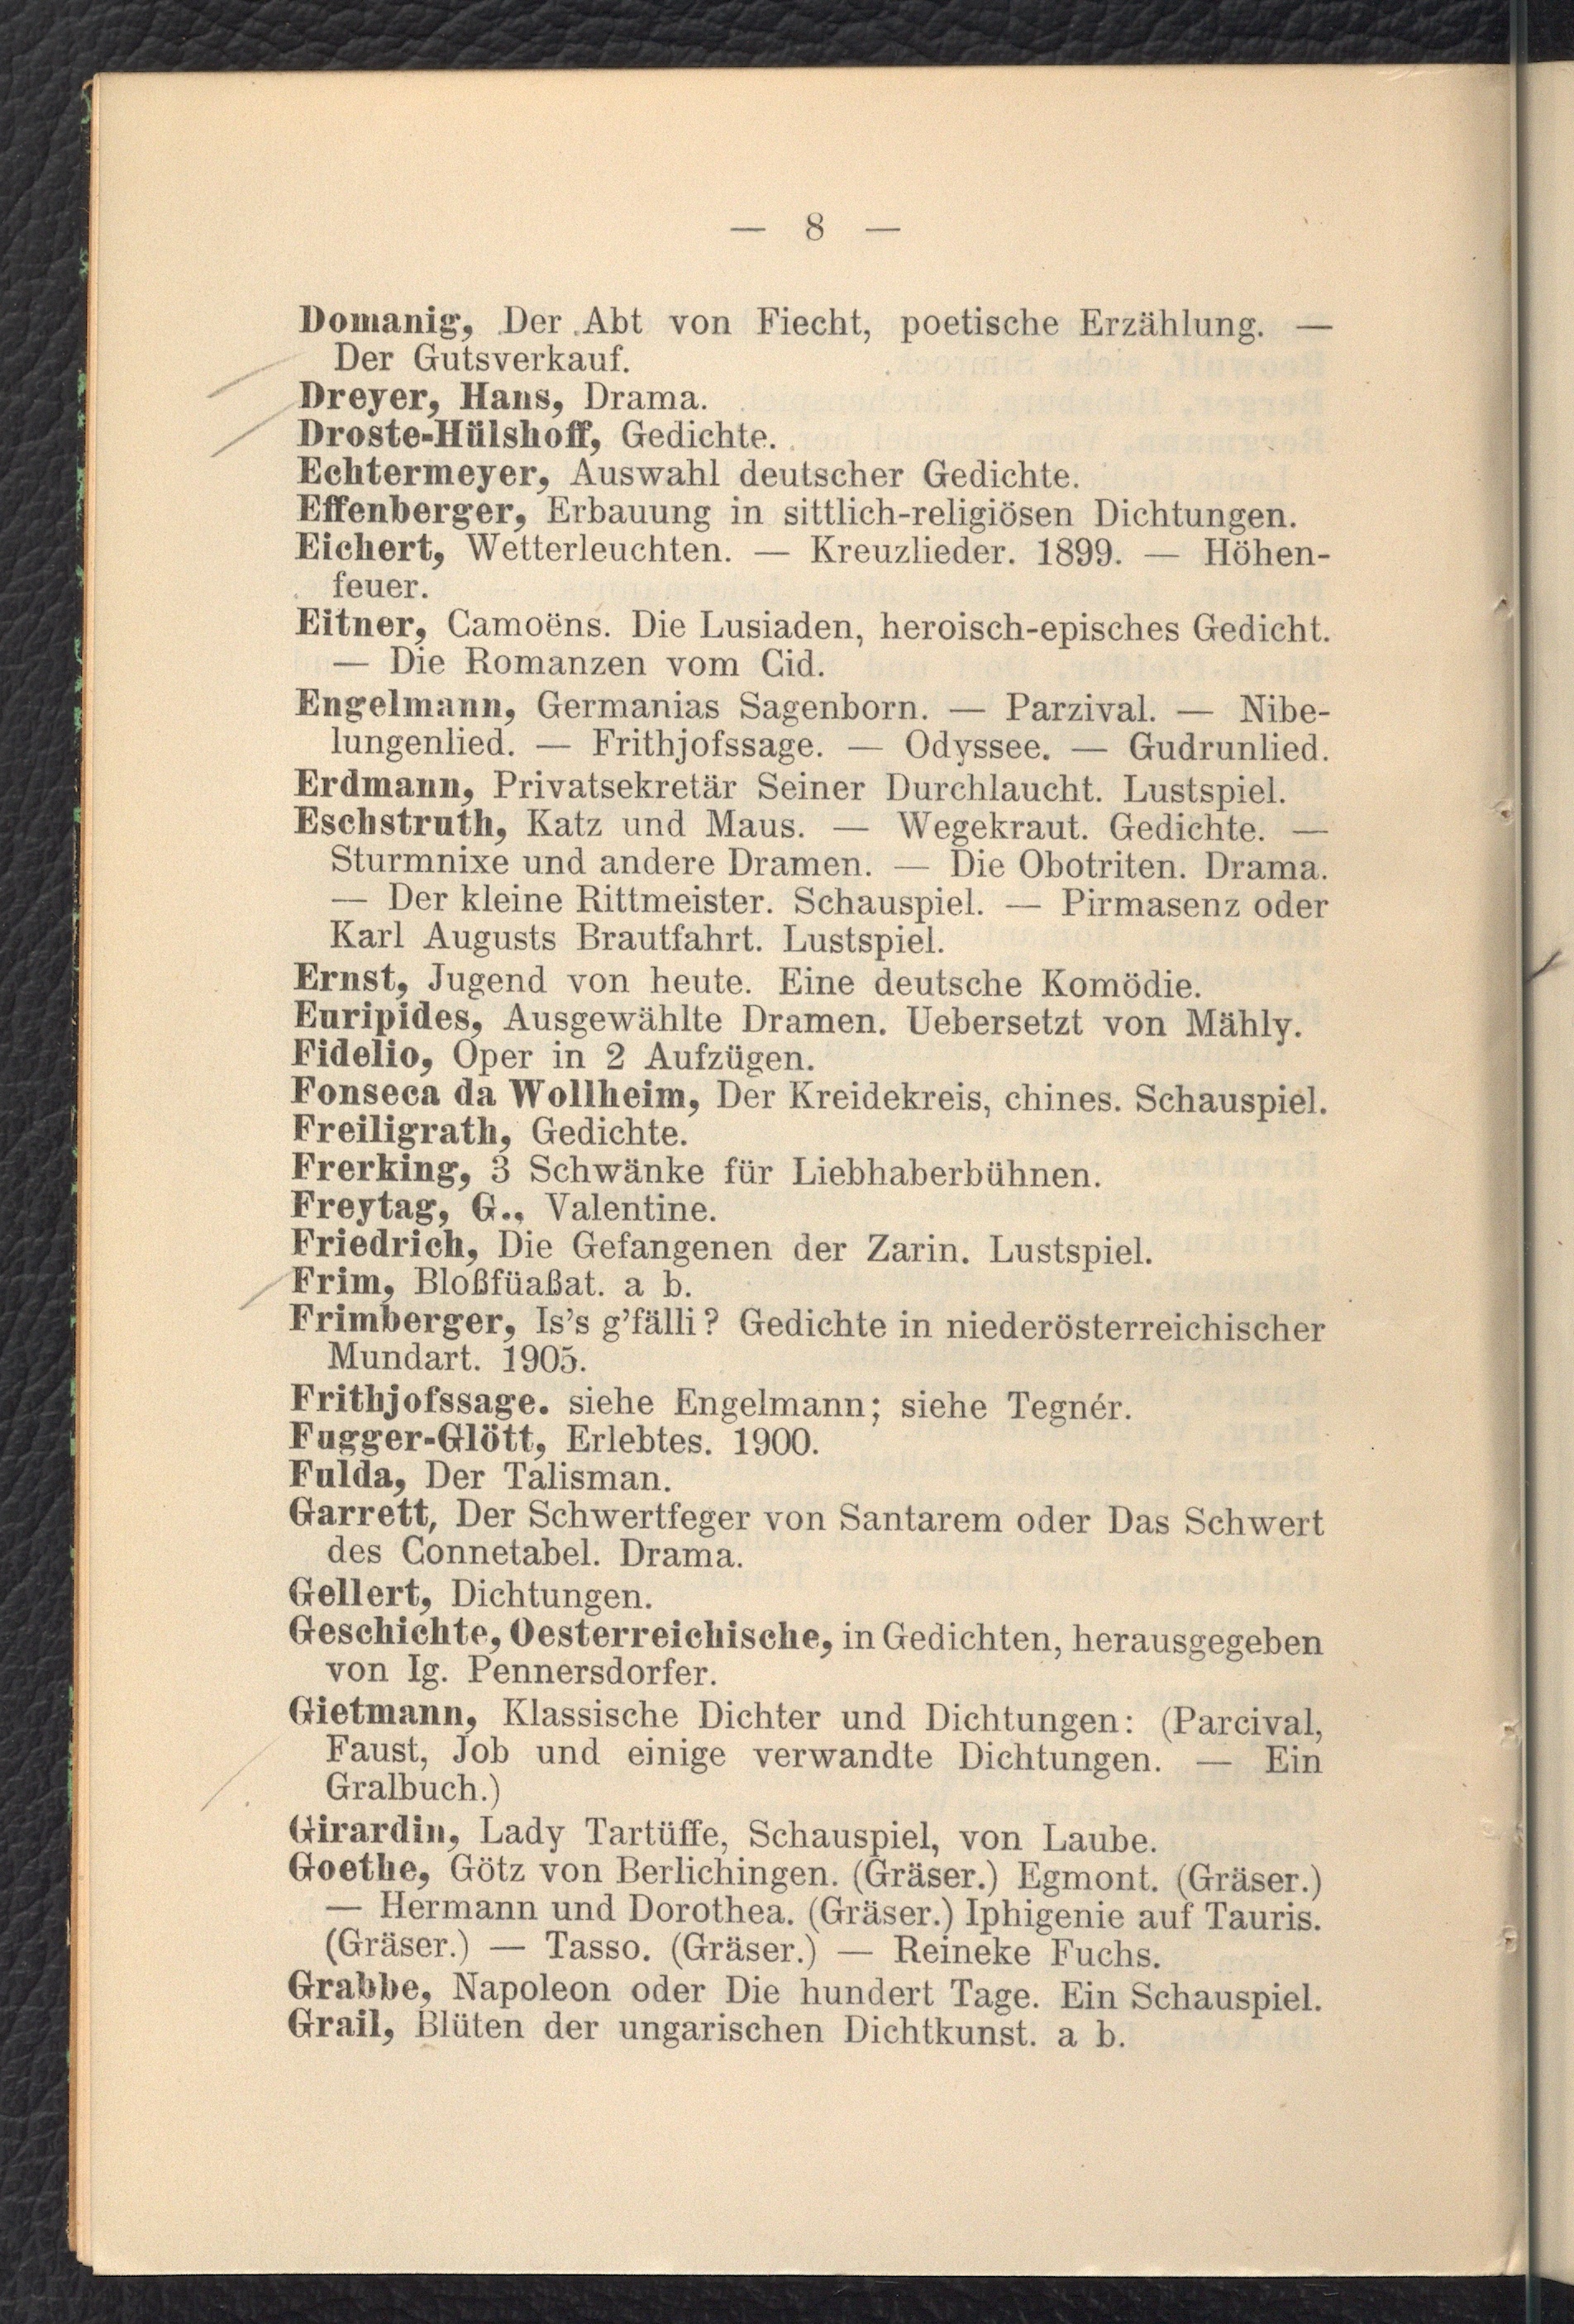 — 8 —
Domanig, Der Abt von Fiecht, poetische Erzählung. —
Der Gutsverkauf.
Dreyer, Hans, Drama.
Droste-Hülshoff, Gedichte.
Echtermeyer, Auswahl deutscher Gedichte.
Effenberger, Erbauung in sittlich-religiösen Dichtungen.
Eichert, Wetterleuchten. — Kreuzlieder. 1899. — Höhen-
feuer.
Eitner, Camoëns. Die Lusiaden, heroisch-episches Gedicht.
— Die Romanzen vom Cid.
Engelmann, Germanias Sagenborn. — Parzival. — Nibe-
lungenlied. — Frithjofssage. — Odyssee. — Gudrunlied.
Erdmann, Privatsekretär Seiner Durchlaucht. Lustspiel.
Eschstruth, Katz und Maus. — Wegekraut. Gedichte. —
Sturmnixe und andere Dramen. — Die Obotriten. Drama.
— Der kleine Rittmeister. Schauspiel. — Pirmasenz oder
Karl Augusts Brautfahrt. Lustspiel.
Ernst, Jugend von heute. Eine deutsche Komödie.
Euripides, Ausgewählte Dramen. Uebersetzt von Mähly.
Fidelio, Oper in 2 Aufzügen.
Fonseca da Wollheim, Der Kreidekreis, chines. Schauspiel.
Freiligrath, Gedichte.
Frerking, 3 Schwänke für Liebhaberbühnen.
Freytag, G., Valentine.
Friedrich, Die Gefangenen der Zarin. Lustspiel.
Frim, Bloßfüaßat. a b.
Frimberger, Is's g'fälli? Gedichte in niederösterreichischer
Mundart. 1905.
Frithjofssage. siehe Engelmann; siehe Tegnér.
Fugger-Glött, Erlebtes. 1900.
Fulda, Der Talisman.
Garrett, Der Schwertfeger von Santarem oder Das Schwert
des Connetabel. Drama.
Gellert, Dichtungen.
Geschichte, Oesterreichische, in Gedichten, herausgegeben
von Ig. Pennersdorfer.
Gietmann, Klassische Dichter und Dichtungen: (Parcival,
Faust, Job und einige verwandte Dichtungen. — Ein
Gralbuch.)
Girardin, Lady Tartüffe, Schauspiel, von Laube.
Goethe, Götz von Berlichingen. (Gräser.) Egmont. (Gräser.)
— Hermann und Dorothea. (Gräser.) Iphigenie auf Tauris.
(Gräser.) — Tasso. (Gräser.) — Reineke Fuchs.
Grabbe, Napoleon oder Die hundert Tage. Ein Schauspiel.
Grail, Blüten der ungarischen Dichtkunst. a b.